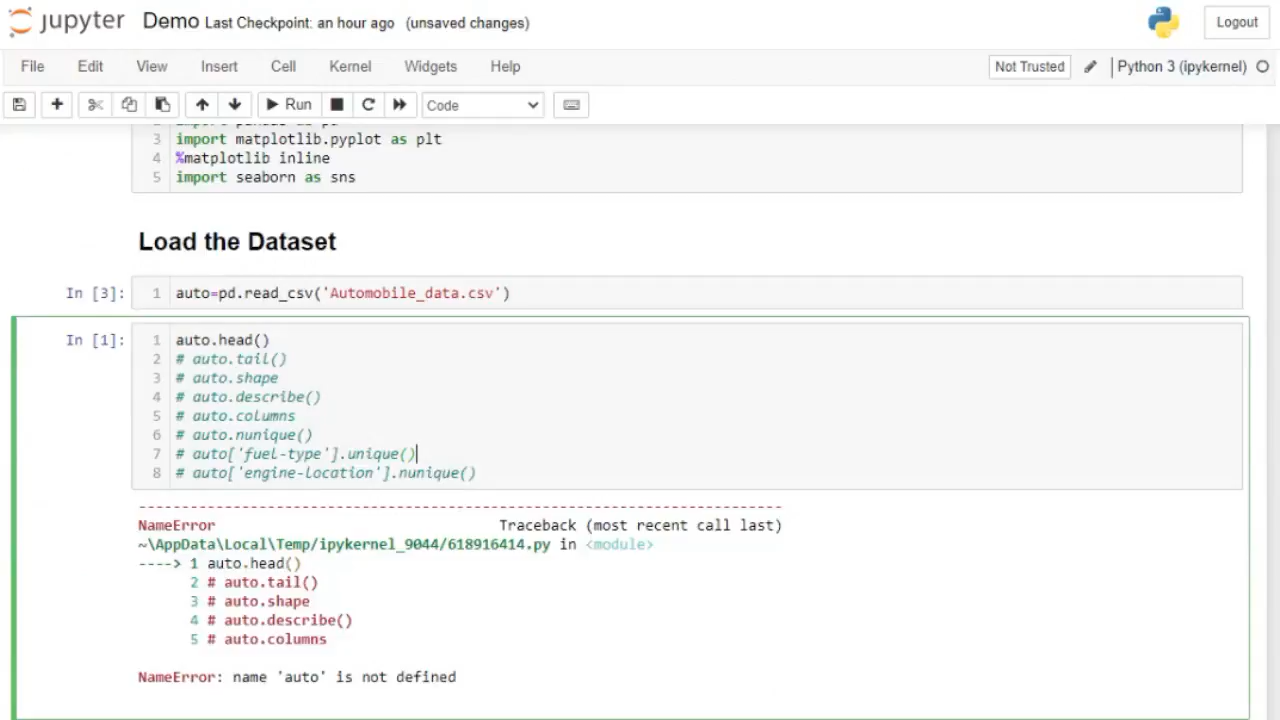 jupyter Demo Last Checkpoint: an hour ago (unsaved changes) Logout
File Edit View Insert Cell Kernel Widgets Help Not Trusted Python 3 (ipykernel)
Run Code
2 import pandas as pd
3 import matplotlib.pyplot as plt
4 %matplotlib inline
5 import seaborn as sns
Load the Dataset
In [3]: 1 auto=pd.read_csv('Automobile_data.csv')
In [1]: 1 auto.head()
2 # auto.tail()
3 # auto.shape
4 # auto.describe()
5 # auto.columns
6 # auto.nunique()
7 # auto['fuel-type'].unique()
8 # auto['engine-location'].nunique()
---------------------------------------------------------------------------
NameError Traceback (most recent call last)
~\AppData\Local\Temp/ipykernel_9044/618916414.py in <module>
----> 1 auto.head()
2 # auto.tail()
3 # auto.shape
4 # auto.describe()
5 # auto.columns
NameError: name 'auto' is not defined